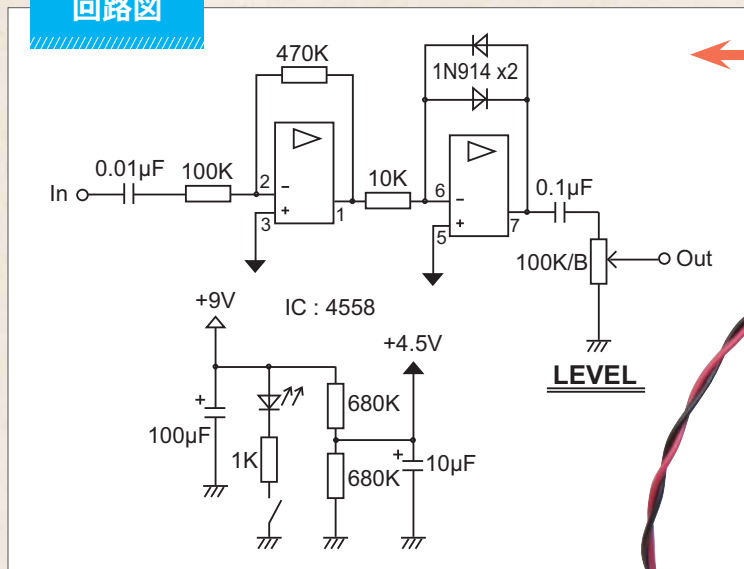 回路図
470K
1N914 x2
0.01µF
100K
2
−
+
3
1
10K
6
−
+
5
7
0.1µF
In
100K/B
Out
+9V
IC : 4558
+4.5V
LEVEL
+
100µF
1K
680K
680K
+
10µF